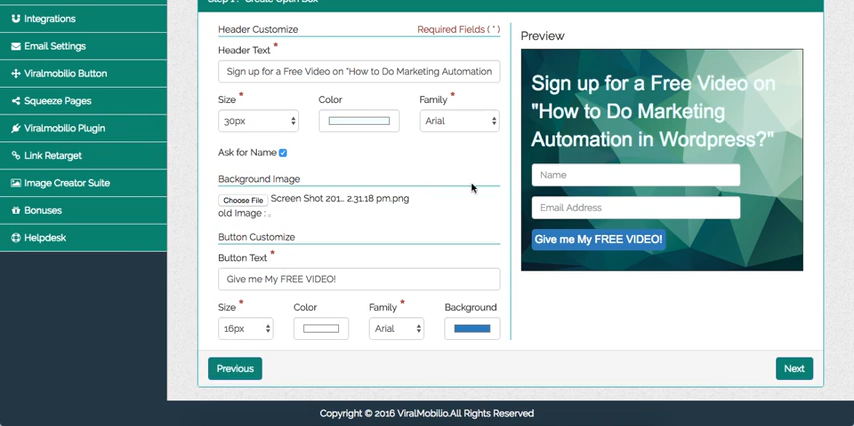 Integrations
Email Settings
Viralmobilio Button
Squeeze Pages
Viralmobilio Plugin
Link Retarget
Image Creator Suite
Bonuses
Helpdesk
Step 1 : Create Optin Box
Header Customize
Required Fields ( * )
Header Text *
Sign up for a Free Video on "How to Do Marketing Automation
Size *
Color
Family *
30px
Arial
Ask for Name
Background Image
Choose File Screen Shot 201... 2.31.18 pm.png
old Image :
Button Customize
Button Text *
Give me My FREE VIDEO!
Size *
Color
Family *
Background
16px
Arial
Preview
Sign up for a Free Video on
"How to Do Marketing
Automation in Wordpress?"
Name
Email Address
Give me My FREE VIDEO!
Previous
Next
Copyright © 2016 ViralMobilio.All Rights Reserved